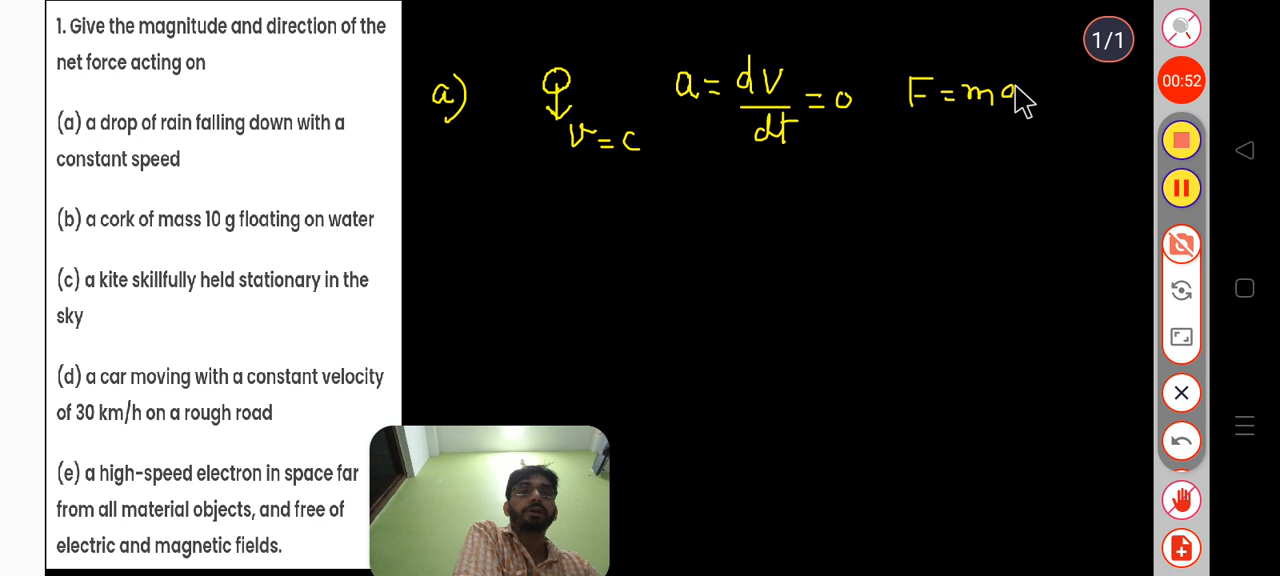 1. Give the magnitude and direction of the
net force acting on
(a) a drop of rain falling down with a
constant speed
(b) a cork of mass 10 g floating on water
(c) a kite skillfully held stationary in the
sky
(d) a car moving with a constant velocity
of 30 km/h on a rough road
(e) a high-speed electron in space far
from all material objects, and free of
electric and magnetic fields.
a)
v = c
a = dv/dt = 0
F = ma
1/1
00:52